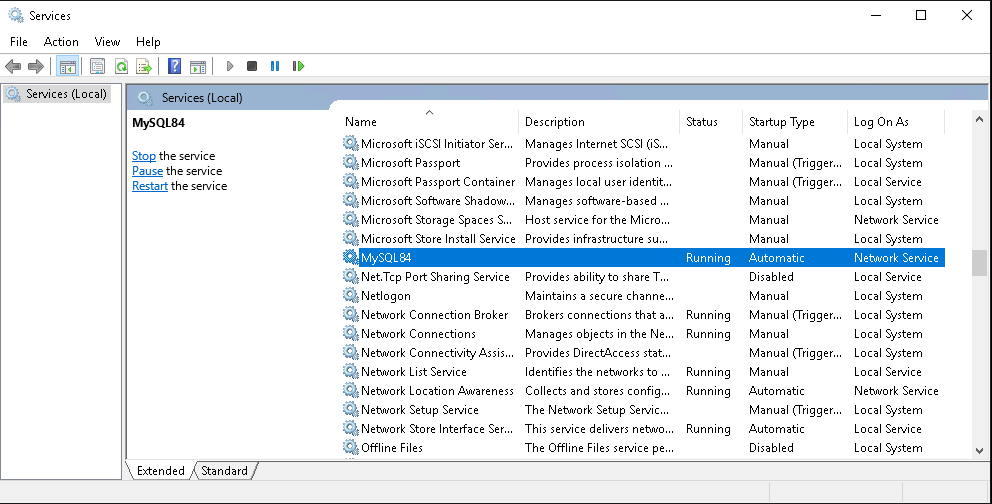 Services
File Action View Help
Services (Local)
Services (Local)
MySQL84
Stop the service
Pause the service
Restart the service
Name Description Status Startup Type Log On As
Microsoft iSCSI Initiator Ser... Manages Internet SCSI (iS... Manual Local System
Microsoft Passport Provides process isolation ... Manual (Trigger... Local System
Microsoft Passport Container Manages local user identit... Manual (Trigger... Local Service
Microsoft Software Shadow... Manages software-based ... Manual Local System
Microsoft Storage Spaces S... Host service for the Micro... Manual Network Service
Microsoft Store Install Service Provides infrastructure su... Manual Local System
MySQL84 Running Automatic Network Service
Net.Tcp Port Sharing Service Provides ability to share T... Disabled Local Service
Netlogon Maintains a secure channe... Manual Local System
Network Connection Broker Brokers connections that a... Running Manual (Trigger... Local System
Network Connections Manages objects in the Ne... Running Manual Local System
Network Connectivity Assis... Provides DirectAccess stat... Manual (Trigger... Local System
Network List Service Identifies the networks to ... Running Manual Local Service
Network Location Awareness Collects and stores config... Running Automatic Network Service
Network Setup Service The Network Setup Servic... Manual (Trigger... Local System
Network Store Interface Ser... This service delivers netwo... Running Automatic Local Service
Offline Files The Offline Files service pe... Disabled Local System
Extended Standard